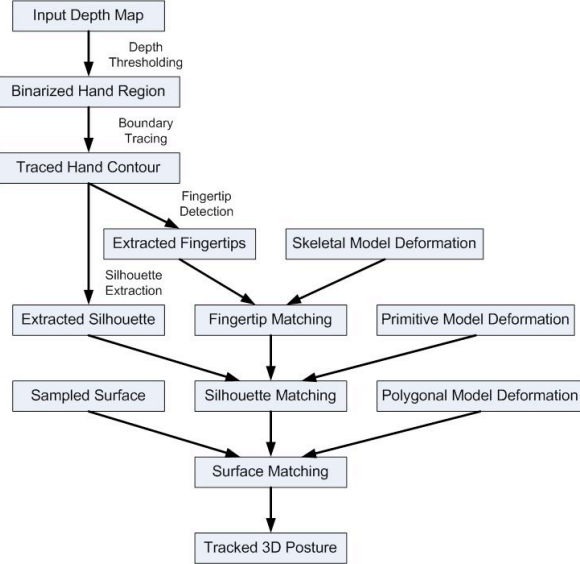 Input Depth Map
Depth
Thresholding
Binarized Hand Region
Boundary
Tracing
Traced Hand Contour
Fingertip
Detection
Extracted Fingertips
Skeletal Model Deformation
Silhouette
Extraction
Extracted Silhouette
Fingertip Matching
Primitive Model Deformation
Sampled Surface
Silhouette Matching
Polygonal Model Deformation
Surface Matching
Tracked 3D Posture